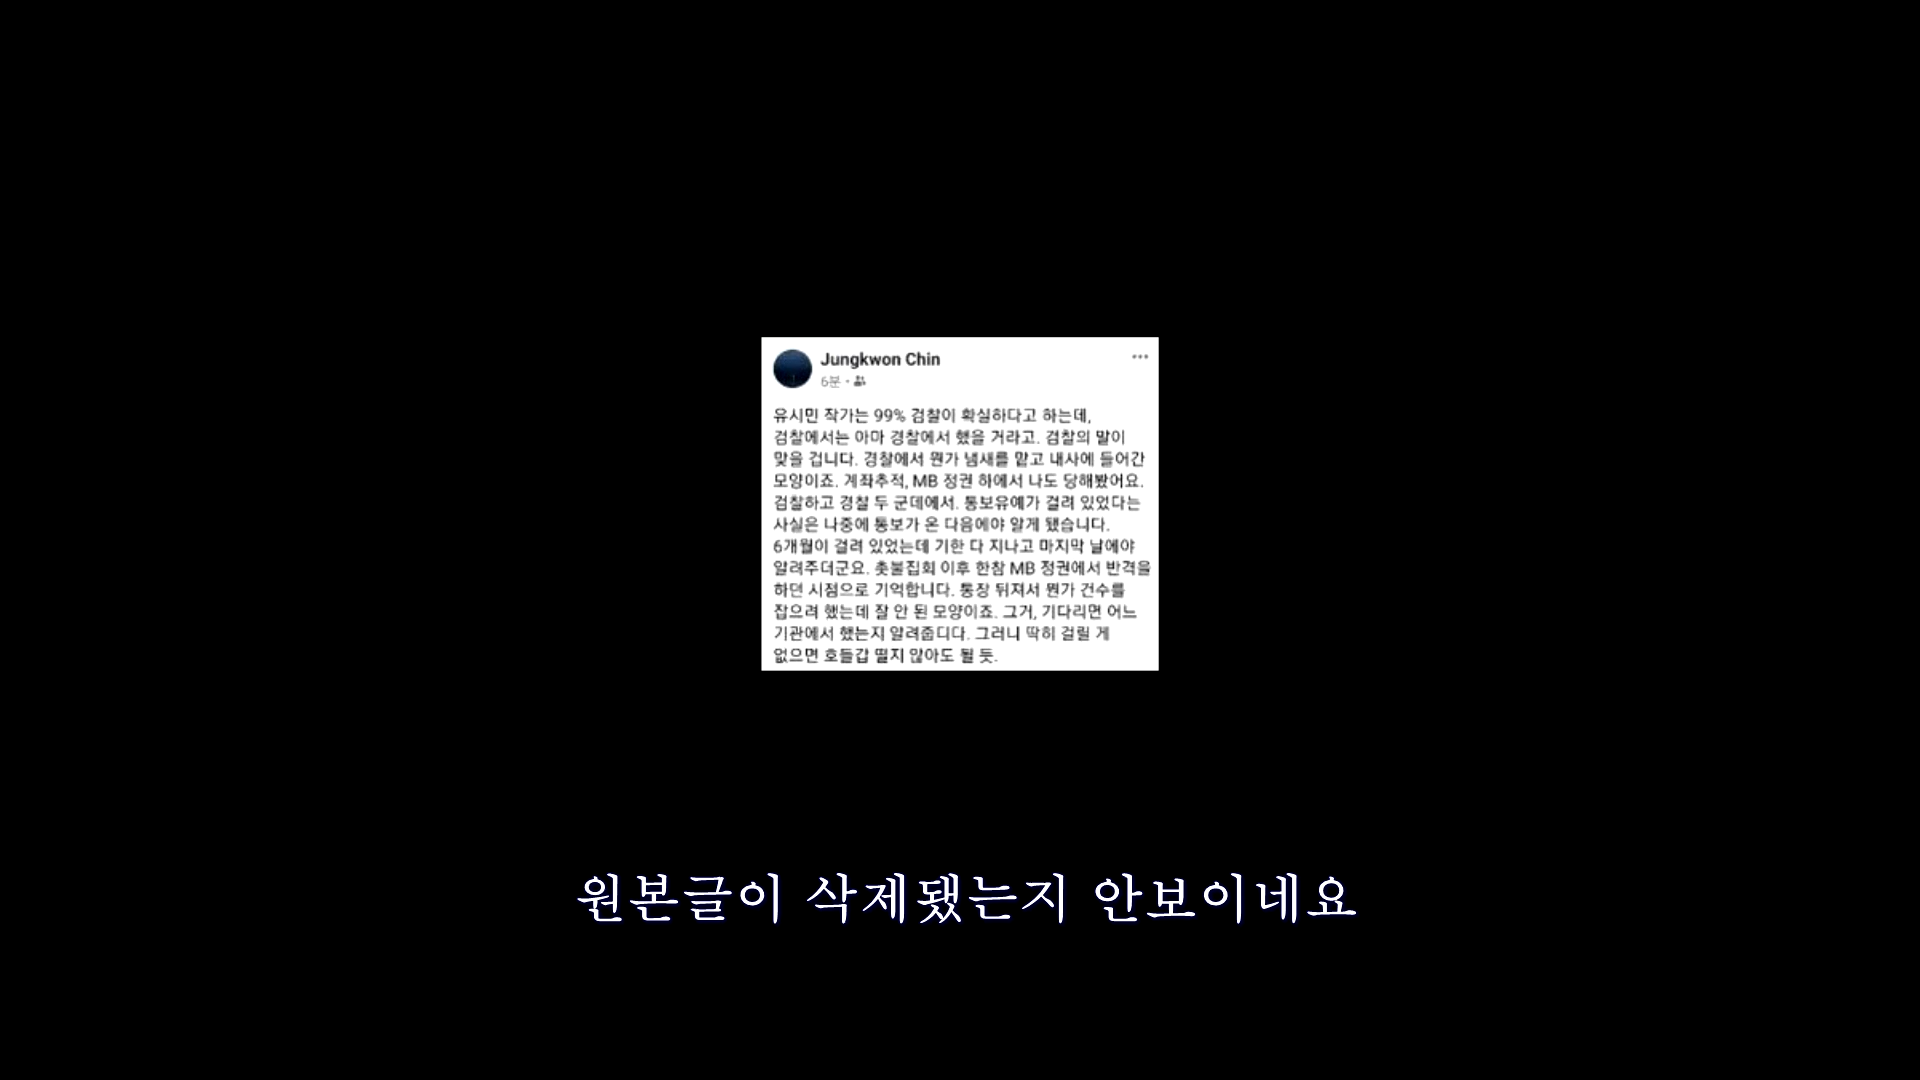 Jungkwon Chin
6분
유시민 작가는 99% 검찰이 확실하다고 하는데,
검찰에서는 아마 경찰에서 했을 거라고. 검찰의 말이
맞을 겁니다. 경찰에서 뭔가 냄새를 맡고 내사에 들어간
모양이죠. 계좌추적, MB 정권 하에서 나도 당해봤어요.
검찰하고 경찰 두 군데에서. 통보유예가 걸려 있었다는
사실은 나중에 통보가 온 다음에야 알게 됐습니다.
6개월이 걸려 있었는데 기한 다 지나고 마지막 날에야
알려주더군요. 촛불집회 이후 한참 MB 정권에서 반격을
하던 시점으로 기억합니다. 통장 뒤져서 뭔가 건수를
잡으려 했는데 잘 안 된 모양이죠. 그거, 기다리면 어느
기관에서 했는지 알려줍디다. 그러니 딱히 걸릴 게
없으면 호들갑 떨지 않아도 될 듯.
원본글이 삭제됐는지 안보이네요